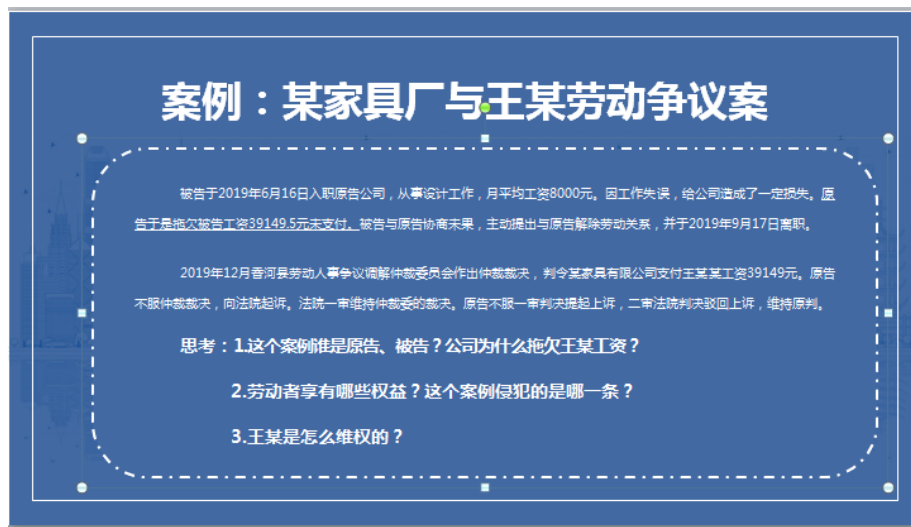 案例：某家具厂与王某劳动争议案
被告于2019年6月16日入职原告公司，从事设计工作，月平均工资8000元。因工作失误，给公司造成了一定损失。原
告于是拖欠被告工资39149.5元未支付。被告与原告协商未果，主动提出与原告解除劳动关系，并于2019年9月17日离职。
2019年12月香河县劳动人事争议调解仲裁委员会作出仲裁裁决，判令某家具有限公司支付王某某工资39149元。原告
不服仲裁裁决，向法院起诉。法院一审维持仲裁委的裁决。原告不服一审判决提起上诉，二审法院判决驳回上诉，维持原判。
思考：1.这个案例谁是原告、被告？公司为什么拖欠王某工资？
2.劳动者享有哪些权益？这个案例侵犯的是哪一条？
3.王某是怎么维权的？